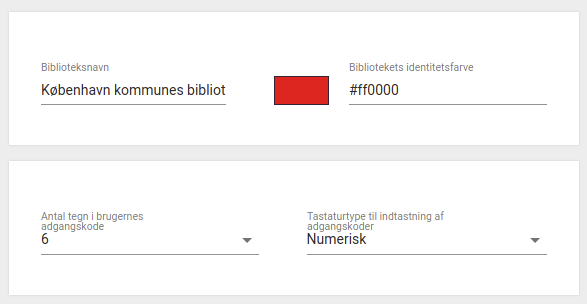 Biblioteksnavn
København kommunes bibliot
Bibliotekets identitetsfarve
#ff0000
Antal tegn i brugernes
adgangskode
6
Tastaturtype til indtastning af
adgangskoder
Numerisk